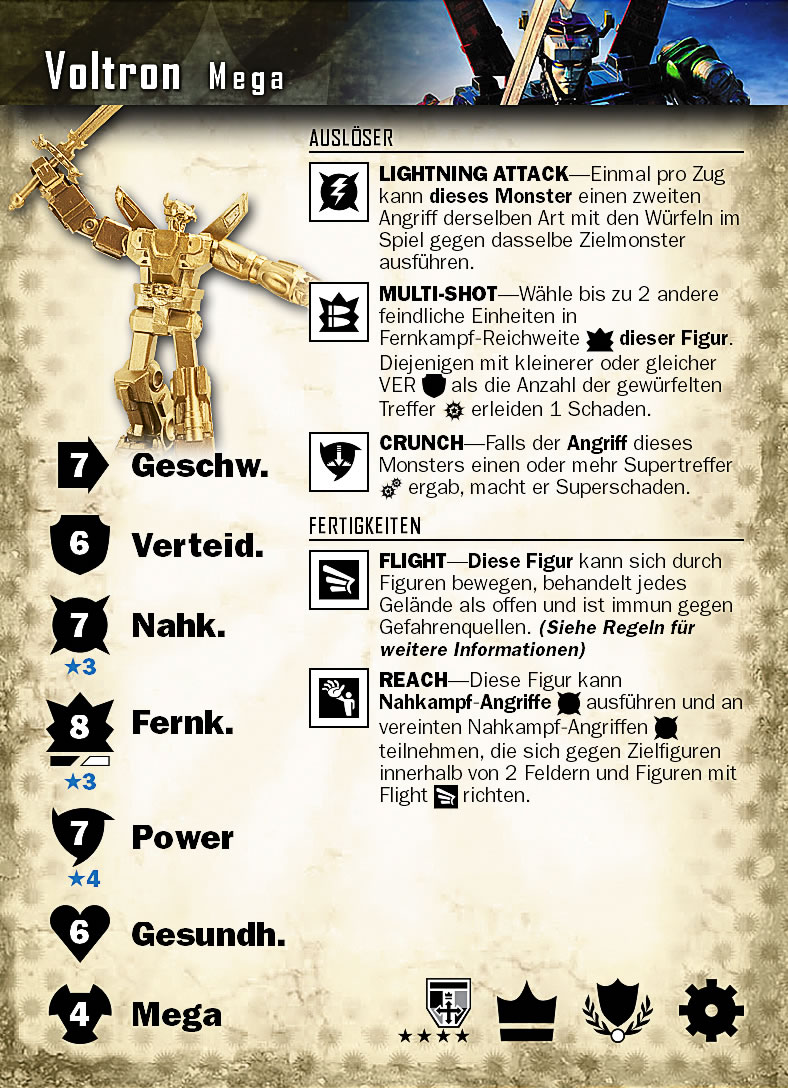 Voltron Mega
AUSLÖSER
LIGHTNING ATTACK—Einmal pro Zug
kann dieses Monster einen zweiten
Angriff derselben Art mit den Würfeln im
Spiel gegen dasselbe Zielmonster
ausführen.
MULTI-SHOT—Wähle bis zu 2 andere
feindliche Einheiten in
Fernkampf-Reichweite dieser Figur.
Diejenigen mit kleinerer oder gleicher
VER als die Anzahl der gewürfelten
Treffer erleiden 1 Schaden.
CRUNCH—Falls der Angriff dieses
Monsters einen oder mehr Supertreffer
ergab, macht er Superschaden.
FERTIGKEITEN
FLIGHT—Diese Figur kann sich durch
Figuren bewegen, behandelt jedes
Gelände als offen und ist immun gegen
Gefahrenquellen. (Siehe Regeln für
weitere Informationen)
REACH—Diese Figur kann
Nahkampf-Angriffe ausführen und an
vereinten Nahkampf-Angriffen
teilnehmen, die sich gegen Zielfiguren
innerhalb von 2 Feldern und Figuren mit
Flight richten.
7 Geschw.
6 Verteid.
7 Nahk.
★3
8 Fernk.
★3
7 Power
★4
6 Gesundh.
4 Mega
★★★★